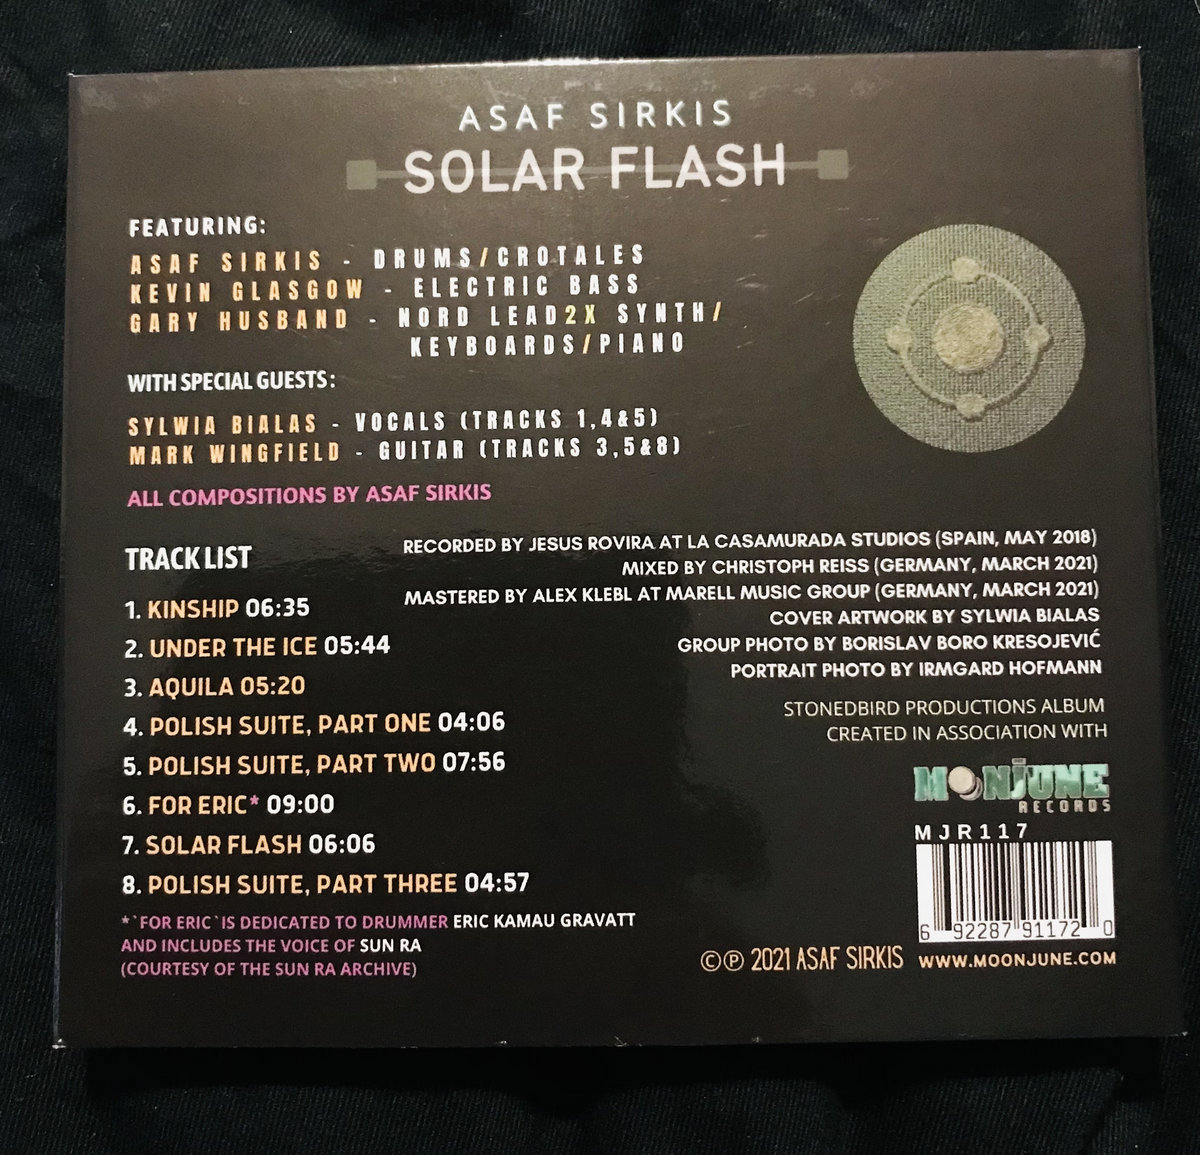 ASAF SIRKIS
SOLAR FLASH
FEATURING:
ASAF SIRKIS - DRUMS/CROTALES
KEVIN GLASGOW - ELECTRIC BASS
GARY HUSBAND - NORD LEAD2X SYNTH/
KEYBOARDS/PIANO
WITH SPECIAL GUESTS:
SYLWIA BIALAS - VOCALS (TRACKS 1,4&5)
MARK WINGFIELD - GUITAR (TRACKS 3,5&8)
ALL COMPOSITIONS BY ASAF SIRKIS
TRACK LIST
1. KINSHIP 06:35
2. UNDER THE ICE 05:44
3. AQUILA 05:20
4. POLISH SUITE, PART ONE 04:06
5. POLISH SUITE, PART TWO 07:56
6. FOR ERIC* 09:00
7. SOLAR FLASH 06:06
8. POLISH SUITE, PART THREE 04:57
*`FOR ERIC` IS DEDICATED TO DRUMMER ERIC KAMAU GRAVATT
AND INCLUDES THE VOICE OF SUN RA
(COURTESY OF THE SUN RA ARCHIVE)
RECORDED BY JESUS ROVIRA AT LA CASAMURADA STUDIOS (SPAIN, MAY 2018)
MIXED BY CHRISTOPH REISS (GERMANY, MARCH 2021)
MASTERED BY ALEX KLEBL AT MARELL MUSIC GROUP (GERMANY, MARCH 2021)
COVER ARTWORK BY SYLWIA BIALAS
GROUP PHOTO BY BORISLAV BORO KRESOJEVIĆ
PORTRAIT PHOTO BY IRMGARD HOFMANN
STONEDBIRD PRODUCTIONS ALBUM
CREATED IN ASSOCIATION WITH
MOONJUNE
RECORDS
MJR117
6 92287 91172 0
©℗ 2021 ASAF SIRKIS
WWW.MOONJUNE.COM